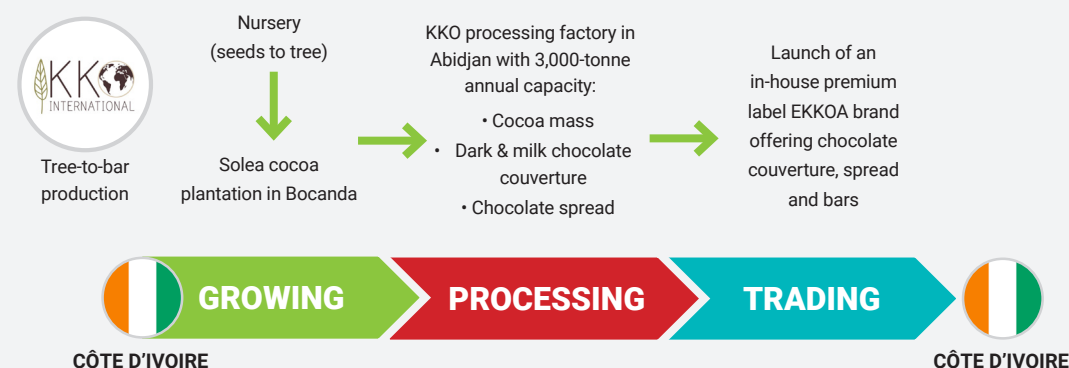 KKO
INTERNATIONAL
Tree-to-bar
production
Nursery
(seeds to tree)
Solea cocoa
plantation in Bocanda
KKO processing factory in
Abidjan with 3,000-tonne
annual capacity:
• Cocoa mass
• Dark & milk chocolate
couverture
• Chocolate spread
Launch of an
in-house premium
label EKKOA brand
offering chocolate
couverture, spread
and bars
GROWING
PROCESSING
TRADING
CÔTE D’IVOIRE
CÔTE D’IVOIRE